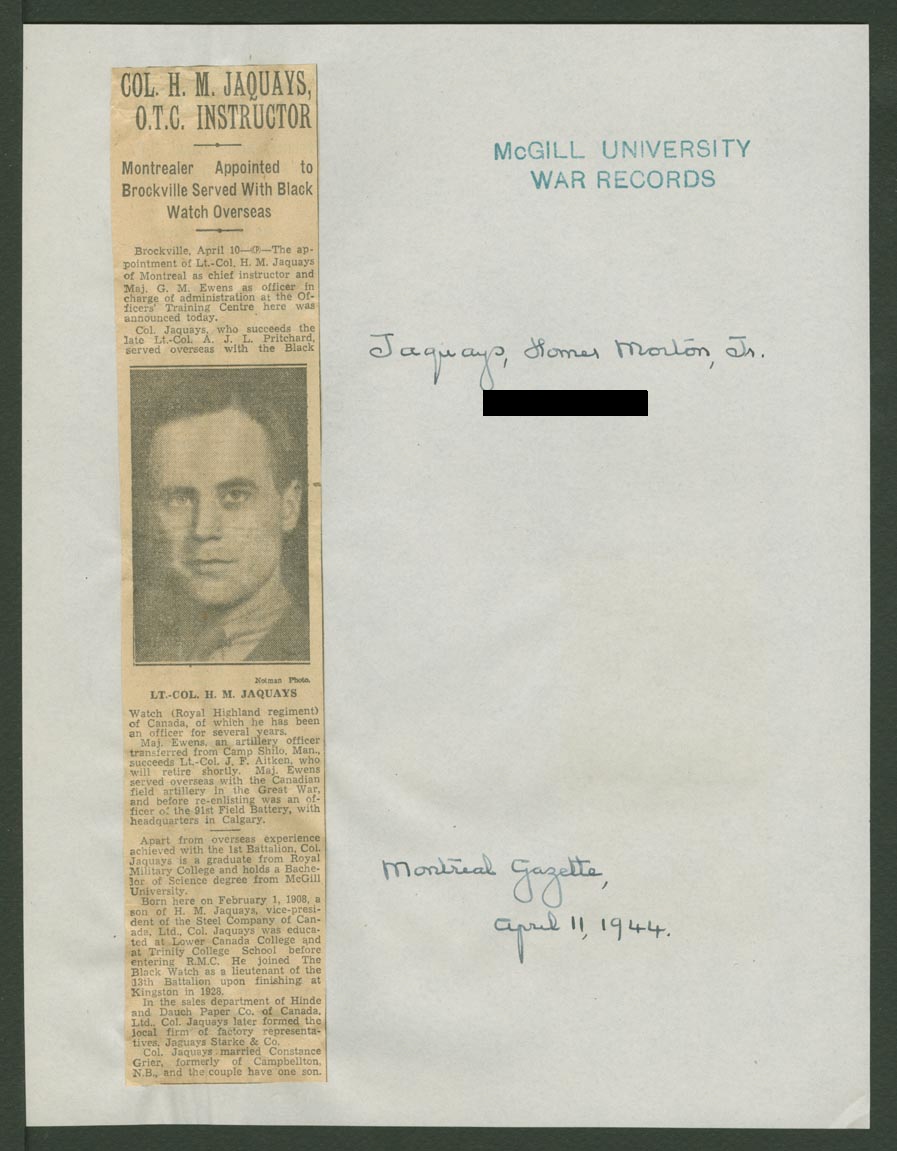 COL. H. M. JAQUAYS,
O.T.C. INSTRUCTOR
Montrealer Appointed to
Brockville Served With Black
Watch Overseas
Brockville, April 10—(CP)—The ap-
pointment of Lt.-Col. H. M. Jaquays
of Montreal as chief instructor and
Maj. G. M. Ewens as officer in
charge of administration at the Of-
ficers' Training Centre here was
announced today.
Col. Jaquays, who succeeds the
late Lt.-Col. A. J. L. Pritchard,
served overseas with the Black
Notman Photo.
LT.-COL. H. M. JAQUAYS
Watch (Royal Highland regiment)
of Canada, of which he has been
an officer for several years.
Maj. Ewens, an artillery officer
transferred from Camp Shilo, Man.,
succeeds Lt.-Col. J. F. Aitken, who
will retire shortly. Maj. Ewens
served overseas with the Canadian
field artillery in the Great War,
and before re-enlisting was an of-
ficer of the 91st Field Battery, with
headquarters in Calgary.
Apart from overseas experience
achieved with the 1st Battalion, Col.
Jaquays is a graduate from Royal
Military College and holds a Bache-
lor of Science degree from McGill
University.
Born here on February 1, 1908, a
son of H. M. Jaquays, vice-presi-
dent of the Steel Company of Can-
ada, Ltd., Col. Jaquays was educa-
ted at Lower Canada College and
at Trinity College School before
entering R.M.C. He joined The
Black Watch as a lieutenant of the
13th Battalion upon finishing at
Kingston in 1928.
In the sales department of Hinde
and Dauch Paper Co. of Canada,
Ltd., Col. Jaquays later formed the
local firm of factory representa-
tives, Jaquays Starke & Co.
Col. Jaquays married Constance
Grier, formerly of Campbellton,
N.B., and the couple have one son.
McGILL UNIVERSITY
WAR RECORDS
Jaquays, Homer Morton, Jr.
Montreal Gazette,
April 11, 1944.